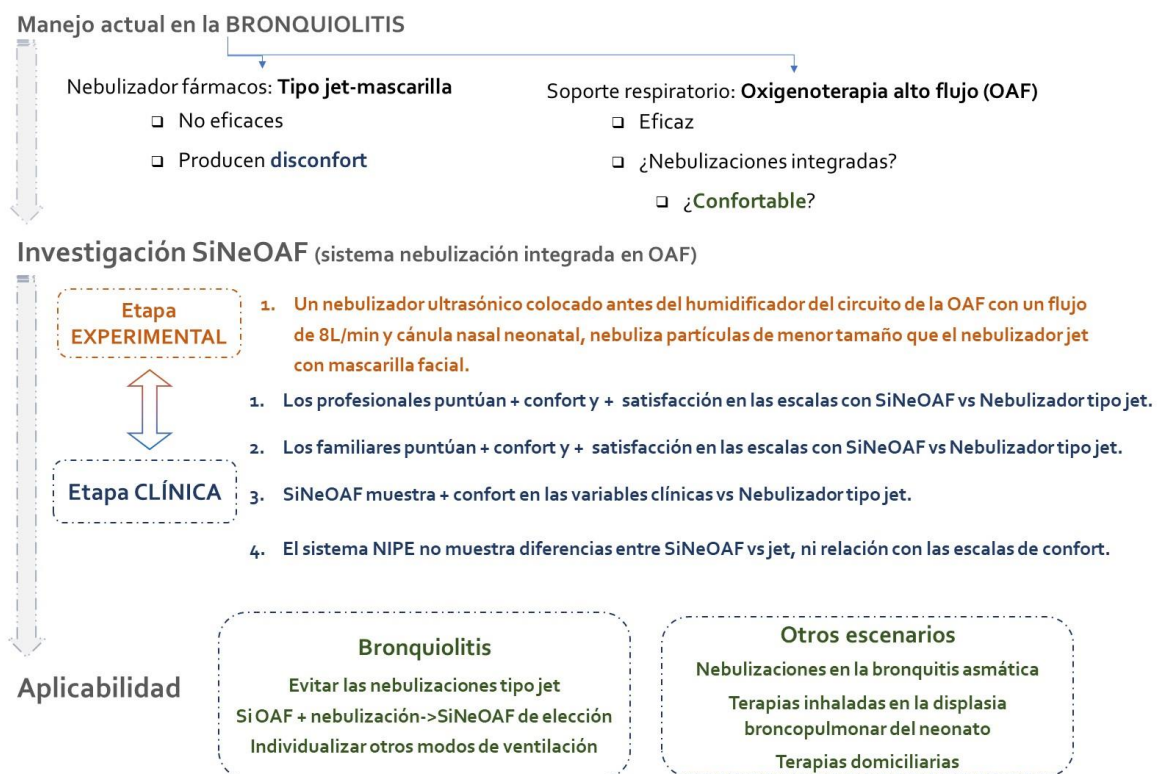 Manejo actual en la BRONQUIOLITIS
Nebulizador fármacos: Tipo jet-mascarilla
No eficaces
Producen disconfort
Soporte respiratorio: Oxigenoterapia alto flujo (OAF)
Eficaz
¿Nebulizaciones integradas?
¿Confortable?
Investigación SiNeOAF (sistema nebulización integrada en OAF)
Etapa
EXPERIMENTAL
1. Un nebulizador ultrasónico colocado antes del humidificador del circuito de la OAF con un flujo
de 8L/min y cánula nasal neonatal, nebuliza partículas de menor tamaño que el nebulizador jet
con mascarilla facial.
Etapa CLÍNICA
1. Los profesionales puntúan + confort y + satisfacción en las escalas con SiNeOAF vs Nebulizador tipo jet.
2. Los familiares puntúan + confort y + satisfacción en las escalas con SiNeOAF vs Nebulizador tipo jet.
3. SiNeOAF muestra + confort en las variables clínicas vs Nebulizador tipo jet.
4. El sistema NIPE no muestra diferencias entre SiNeOAF vs jet, ni relación con las escalas de confort.
Aplicabilidad
Bronquiolitis
Evitar las nebulizaciones tipo jet
Si OAF + nebulización->SiNeOAF de elección
Individualizar otros modos de ventilación
Otros escenarios
Nebulizaciones en la bronquitis asmática
Terapias inhaladas en la displasia
broncopulmonar del neonato
Terapias domiciliarias